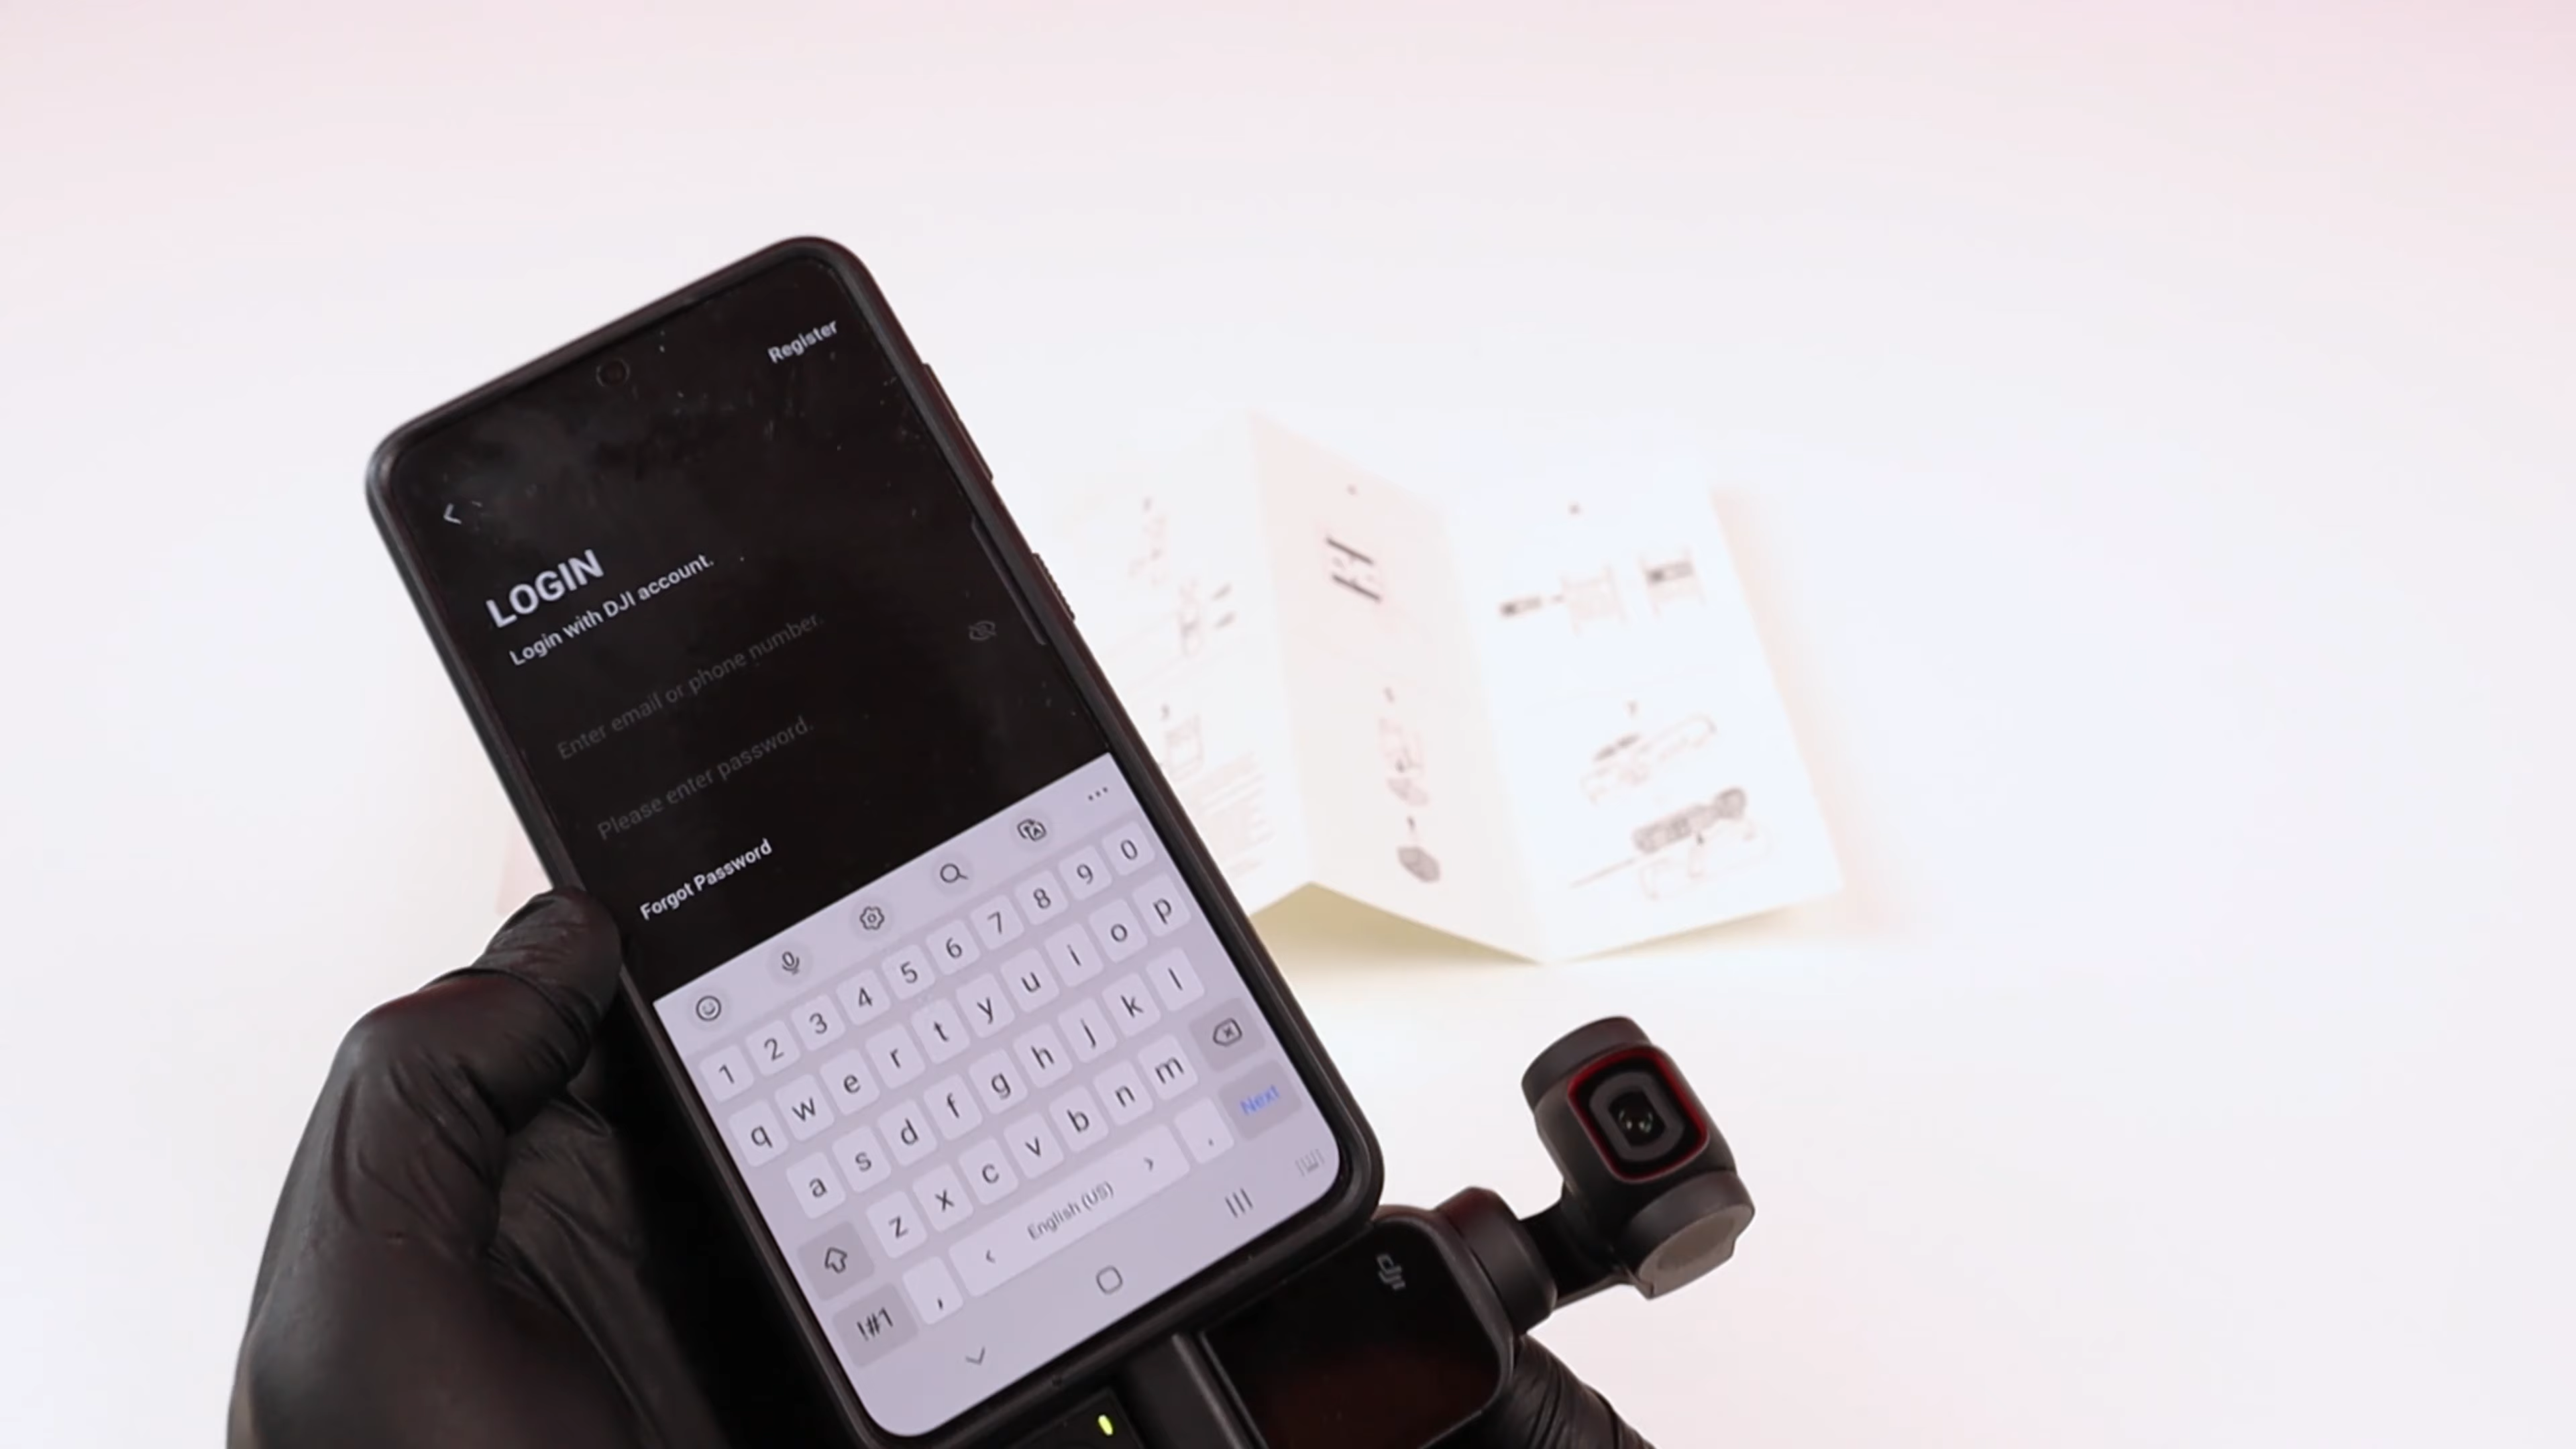 Register
LOGIN
Login with DJI account.
Enter email or phone number.
Please enter password.
Forgot Password
1 2 3 4 5 6 7 8 9 0
q w e r t y u i o p
a s d f g h j k l
z x c v b n m
!#1 , < English (US) > . Next